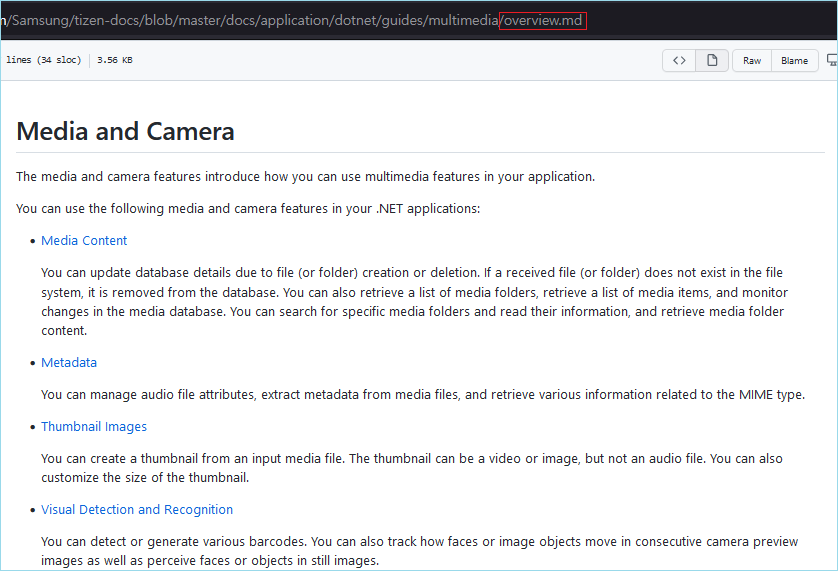 n/Samsung/tizen-docs/blob/master/docs/application/dotnet/guides/multimedia/overview.md
lines (34 sloc) 3.56 KB
Raw Blame
Media and Camera
The media and camera features introduce how you can use multimedia features in your application.
You can use the following media and camera features in your .NET applications:
• Media Content
You can update database details due to file (or folder) creation or deletion. If a received file (or folder) does not exist in the file
system, it is removed from the database. You can also retrieve a list of media folders, retrieve a list of media items, and monitor
changes in the media database. You can search for specific media folders and read their information, and retrieve media folder
content.
• Metadata
You can manage audio file attributes, extract metadata from media files, and retrieve various information related to the MIME type.
• Thumbnail Images
You can create a thumbnail from an input media file. The thumbnail can be a video or image, but not an audio file. You can also
customize the size of the thumbnail.
• Visual Detection and Recognition
You can detect or generate various barcodes. You can also track how faces or image objects move in consecutive camera preview
images as well as perceive faces or objects in still images.